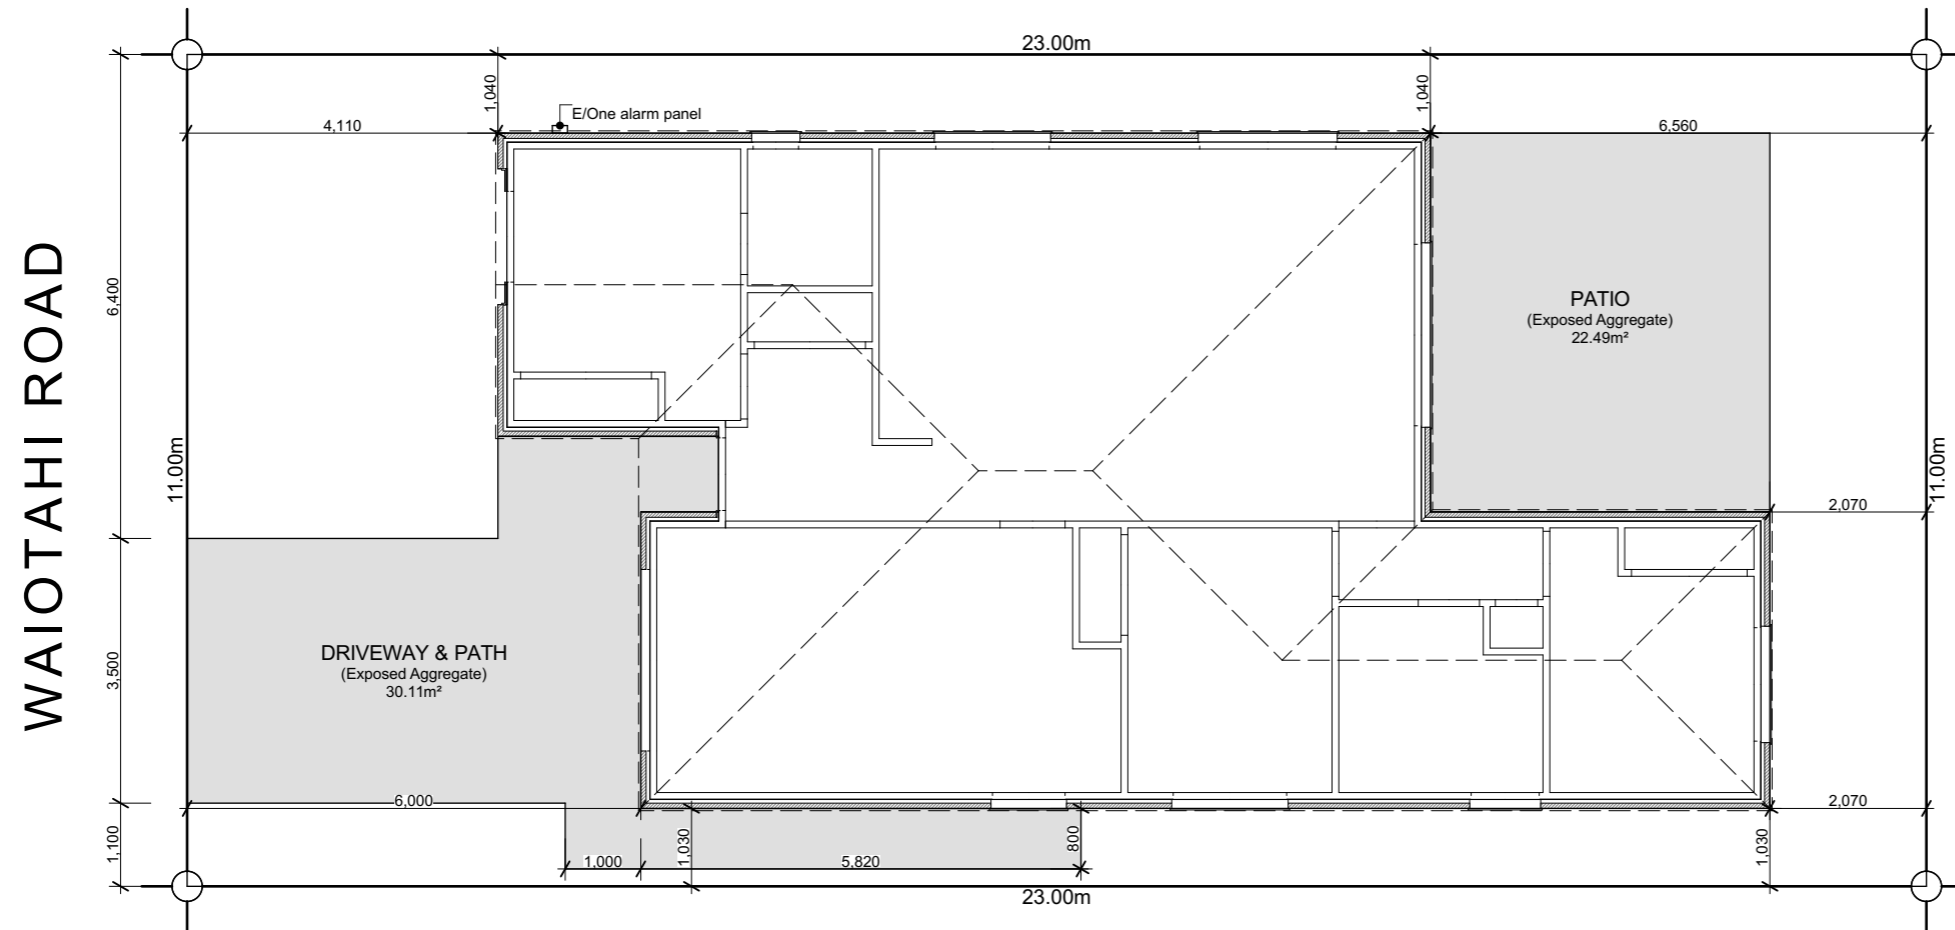 23.00m
1,040
1,040
E/One alarm panel
4,110
6,560
WAIOTAHI ROAD
6,400
PATIO
(Exposed Aggregate)
22.49m²
11.00m
11.00m
2,070
3,500
DRIVEWAY & PATH
(Exposed Aggregate)
30.11m²
6,000
2,070
1,100
1,030
800
1,030
1,000
5,820
23.00m